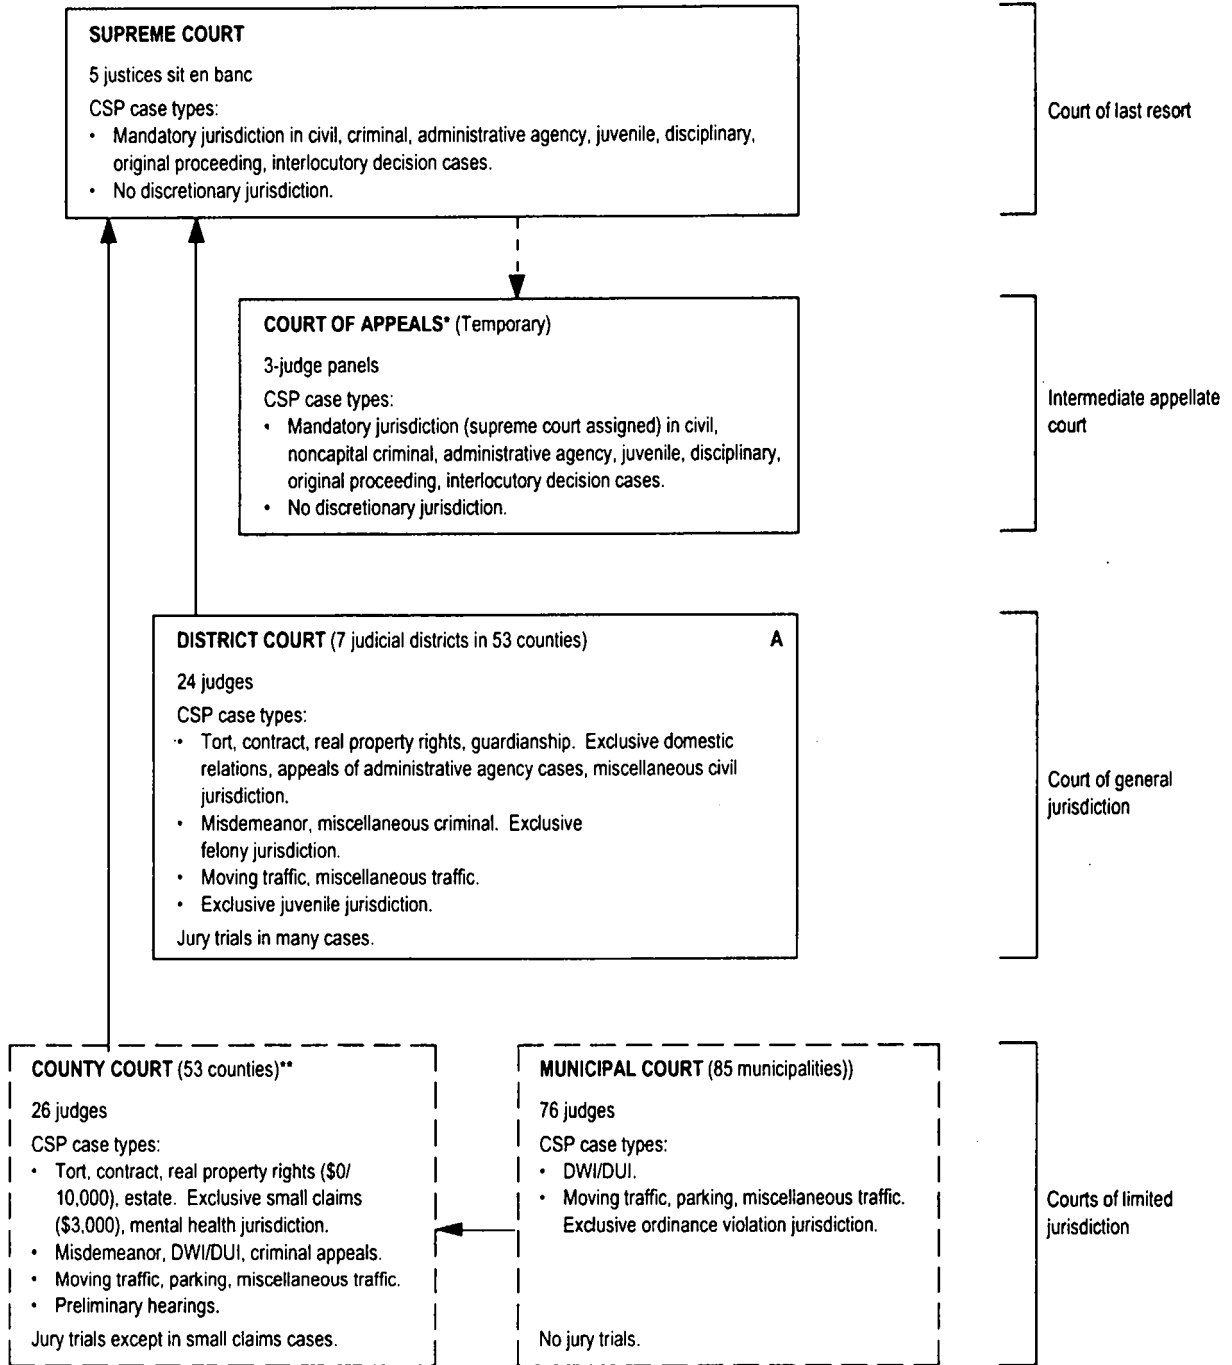 SUPREME COURT
5 justices sit en banc
CSP case types:
• Mandatory jurisdiction in civil, criminal, administrative agency, juvenile, disciplinary,
original proceeding, interlocutory decision cases.
• No discretionary jurisdiction.
Court of last resort
COURT OF APPEALS* (Temporary)
3-judge panels
CSP case types:
• Mandatory jurisdiction (supreme court assigned) in civil,
noncapital criminal, administrative agency, juvenile, disciplinary,
original proceeding, interlocutory decision cases.
• No discretionary jurisdiction.
Intermediate appellate
court
DISTRICT COURT (7 judicial districts in 53 counties) A
24 judges
CSP case types:
• Tort, contract, real property rights, guardianship. Exclusive domestic
relations, appeals of administrative agency cases, miscellaneous civil
jurisdiction.
• Misdemeanor, miscellaneous criminal. Exclusive
felony jurisdiction.
• Moving traffic, miscellaneous traffic.
• Exclusive juvenile jurisdiction.
Jury trials in many cases.
Court of general
jurisdiction
COUNTY COURT (53 counties)**
26 judges
CSP case types:
• Tort, contract, real property rights ($0/
10,000), estate. Exclusive small claims
($3,000), mental health jurisdiction.
• Misdemeanor, DWI/DUI, criminal appeals.
• Moving traffic, parking, miscellaneous traffic.
• Preliminary hearings.
Jury trials except in small claims cases.
MUNICIPAL COURT (85 municipalities))
76 judges
CSP case types:
• DWI/DUI.
• Moving traffic, parking, miscellaneous traffic.
Exclusive ordinance violation jurisdiction.
No jury trials.
Courts of limited
jurisdiction